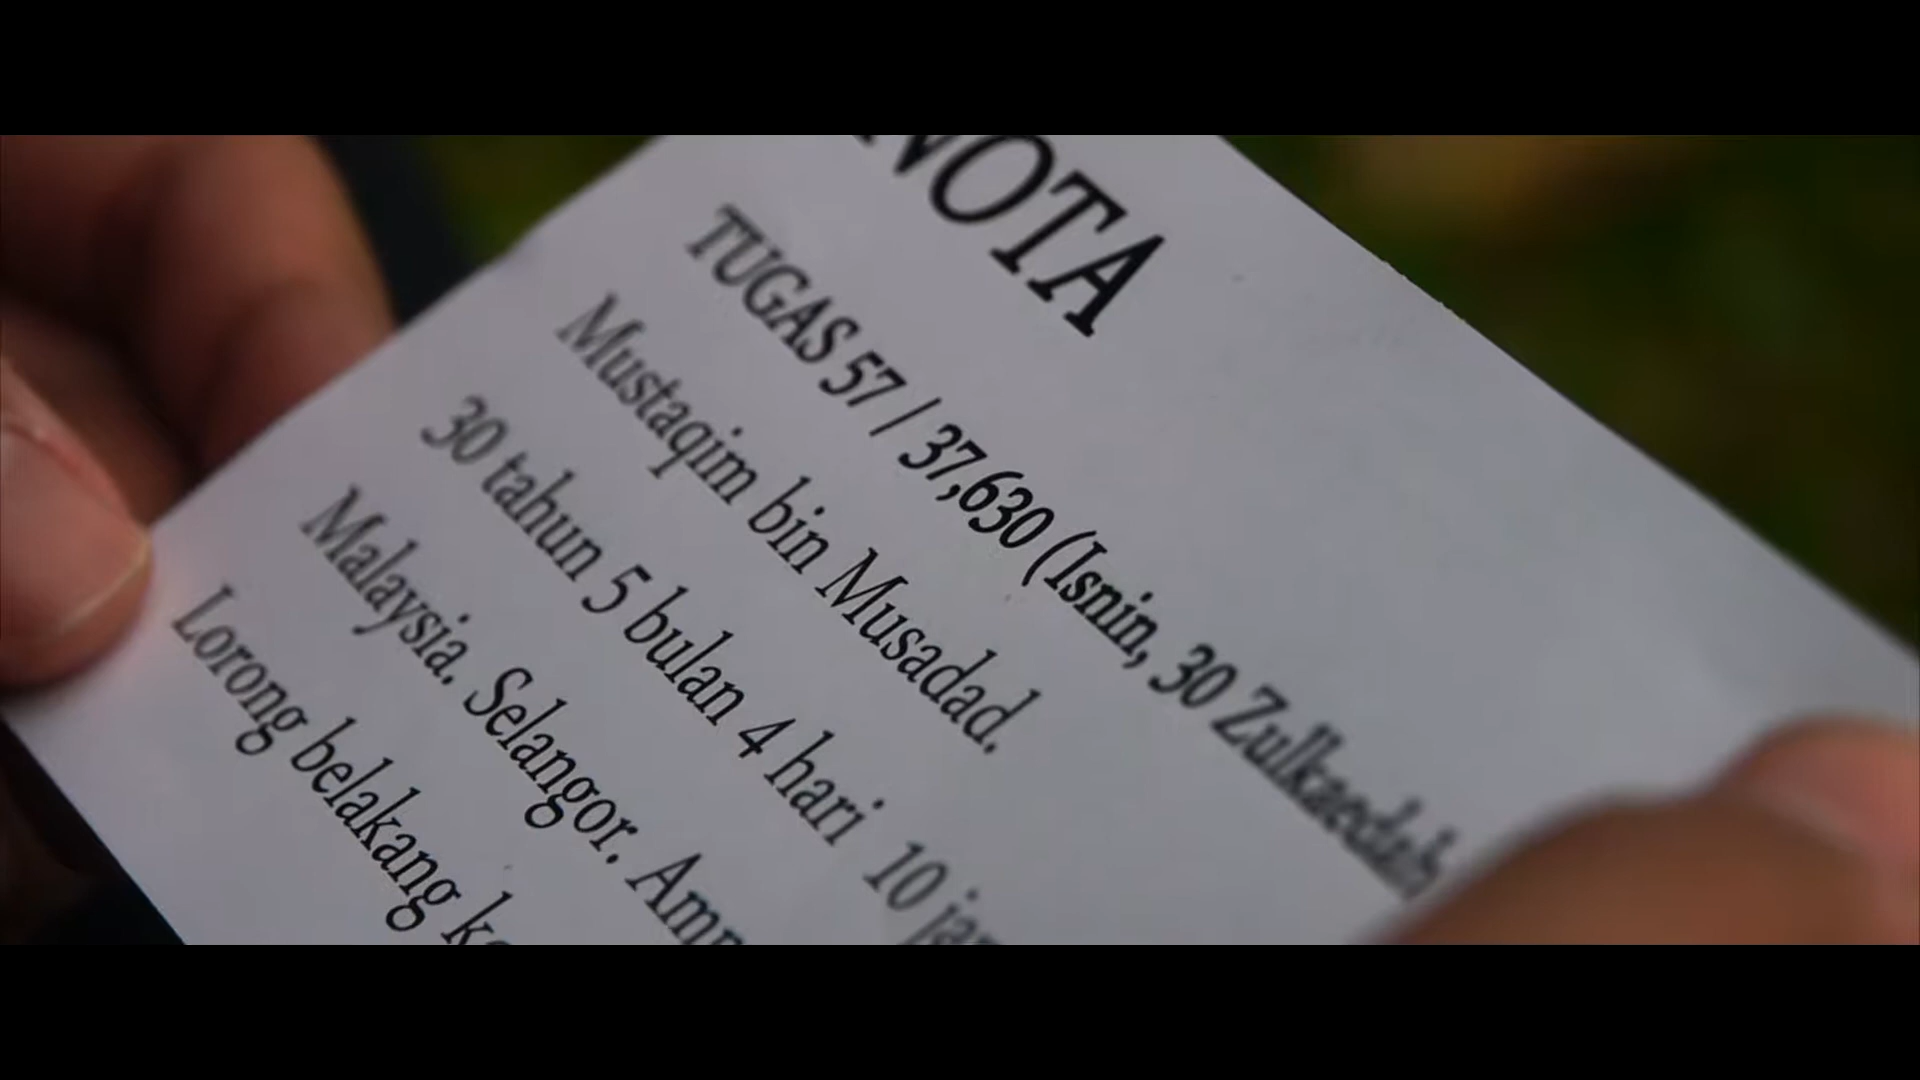 NOTA
TUGAS 57 / 37,630 (Isnin, 30 Zulkaedah
Mustaqim bin Musadad.
30 tahun 5 bulan 4 hari 10
Malaysia. Selangor.
Lorong belakang